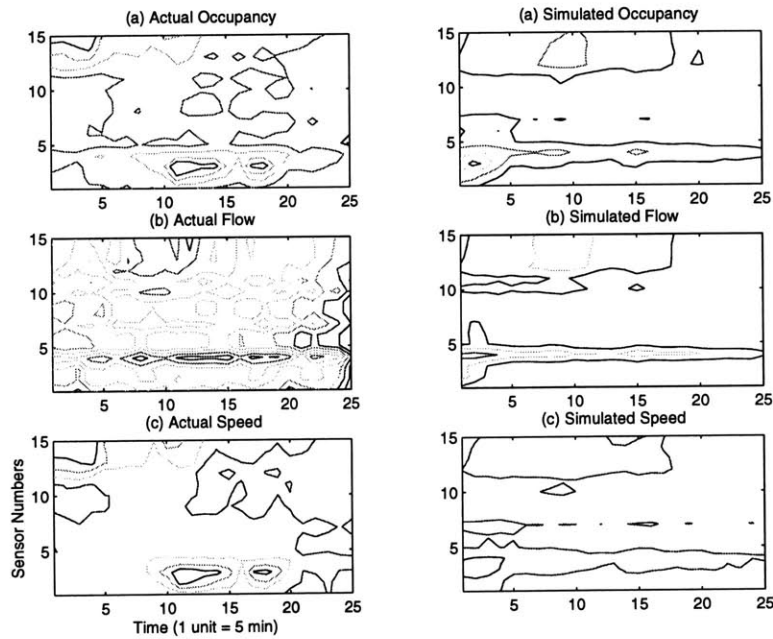 (a) Actual Occupancy
15
10
5
5 10 15 20 25
(b) Actual Flow
15
10
5
5 10 15 20 25
(c) Actual Speed
15
10
5
Sensor Numbers
5 10 15 20 25
Time (1 unit = 5 min)
(a) Simulated Occupancy
15
10
5
5 10 15 20 25
(b) Simulated Flow
15
10
5
5 10 15 20 25
(c) Simulated Speed
15
10
5
5 10 15 20 25